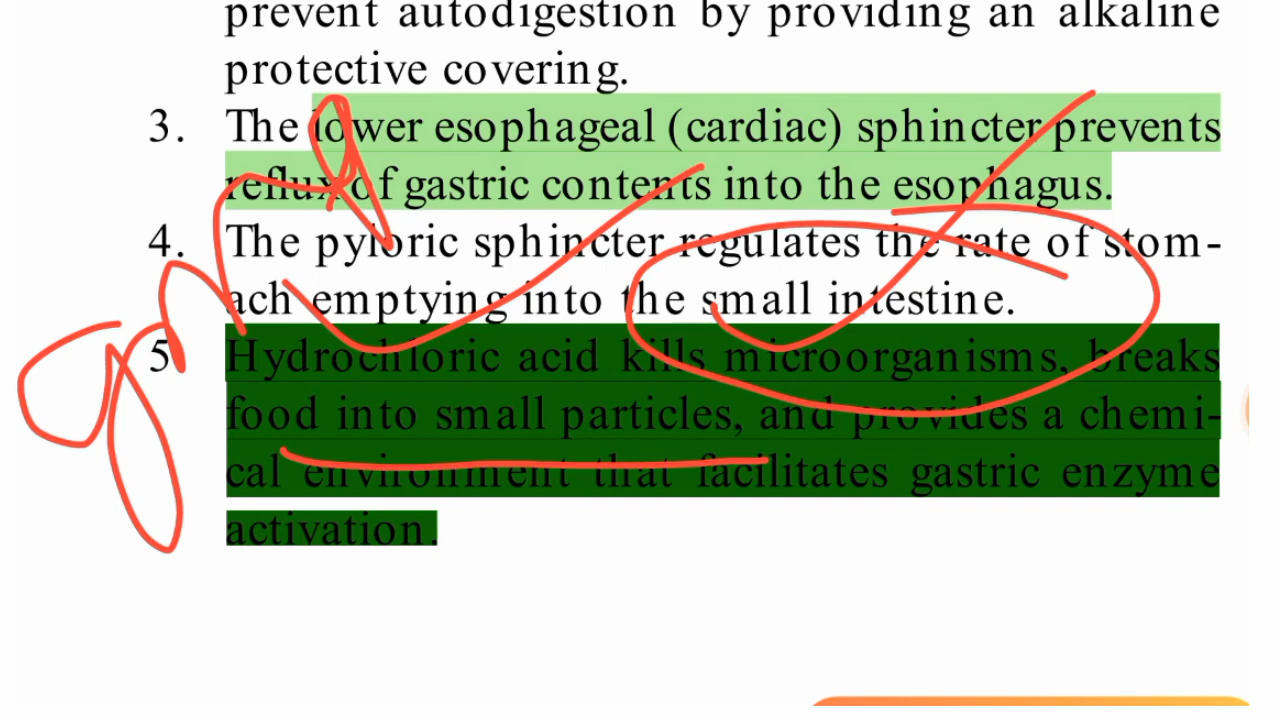 prevent autodigestion by providing an alkaline
protective covering.
3. The lower esophageal (cardiac) sphincter prevents
reflux of gastric contents into the esophagus.
4. The pyloric sphincter regulates the rate of stom-
ach emptying into the small intestine.
5 Hydrochloric acid kills microorganisms, breaks
food into small particles, and provides a chemi-
cal environment that facilitates gastric enzyme
activation.